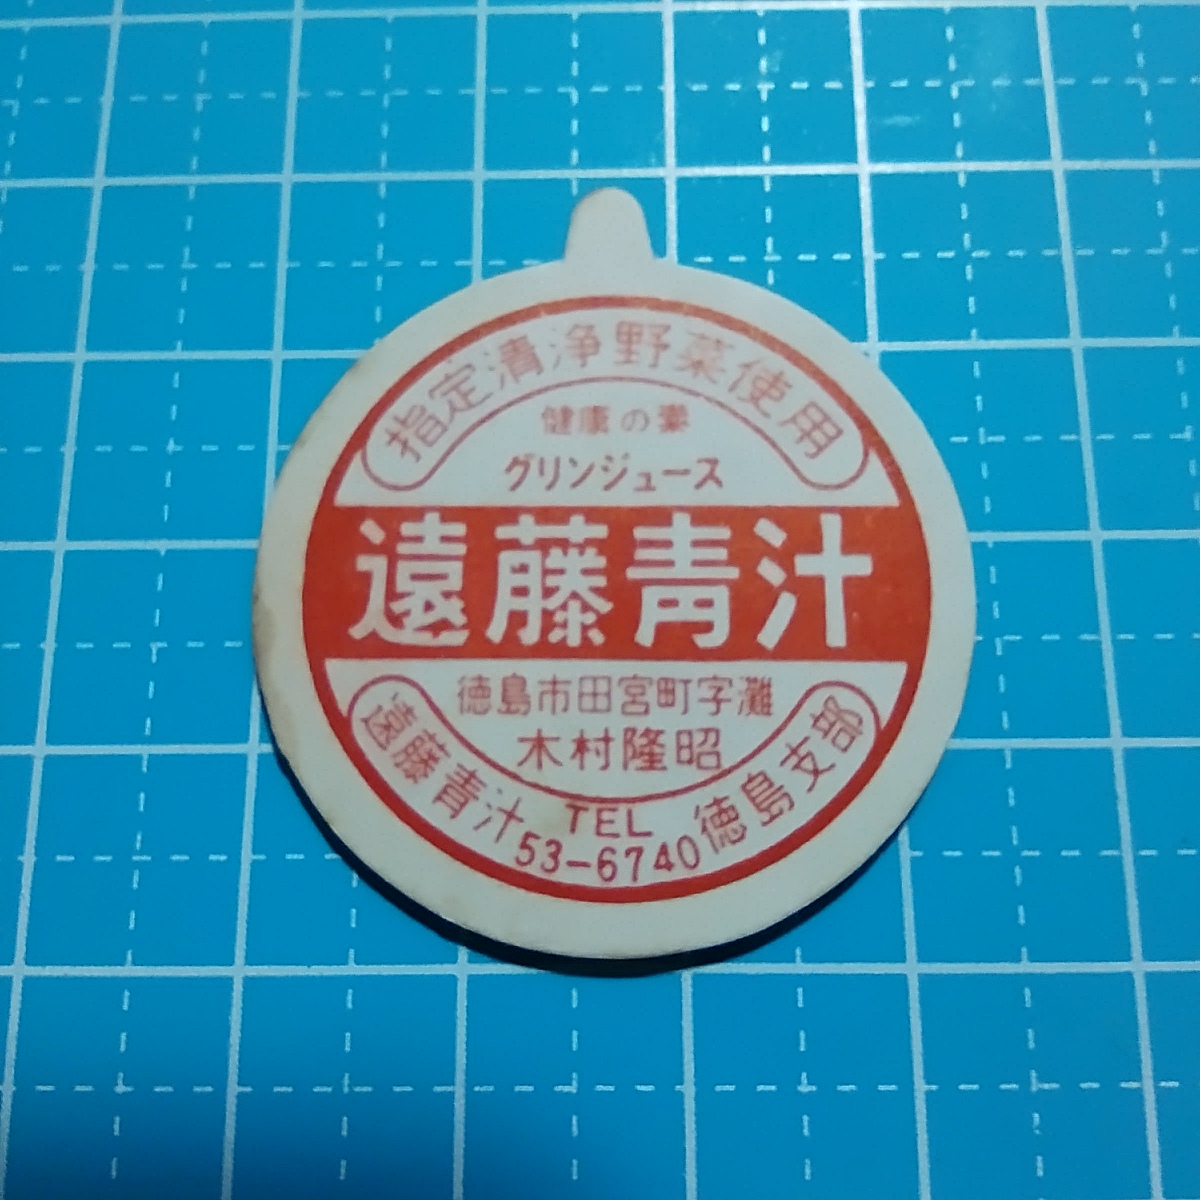 指定清浄野菜使用
健康の素
グリンジュース
遠藤青汁
徳島市田宮町字灘
木村隆昭
遠藤青汁 徳島支部
TEL
53-6740